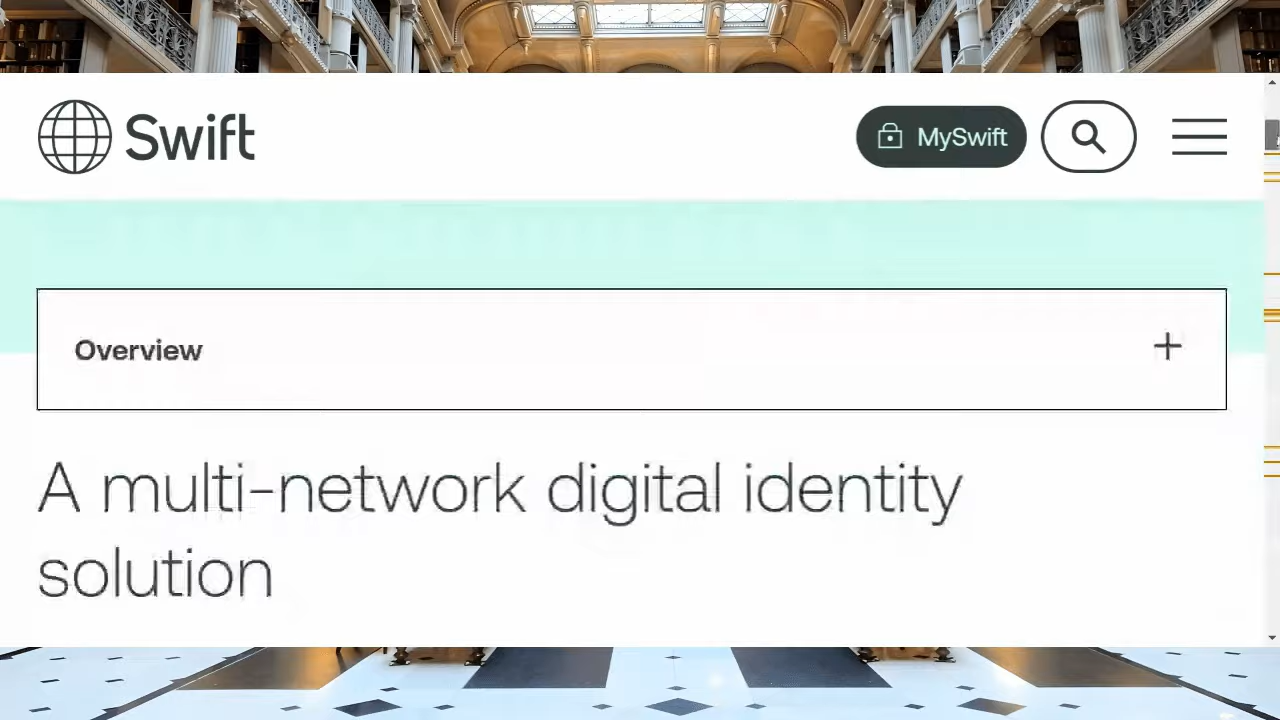 Swift
MySwift
Overview
A multi-network digital identity
solution